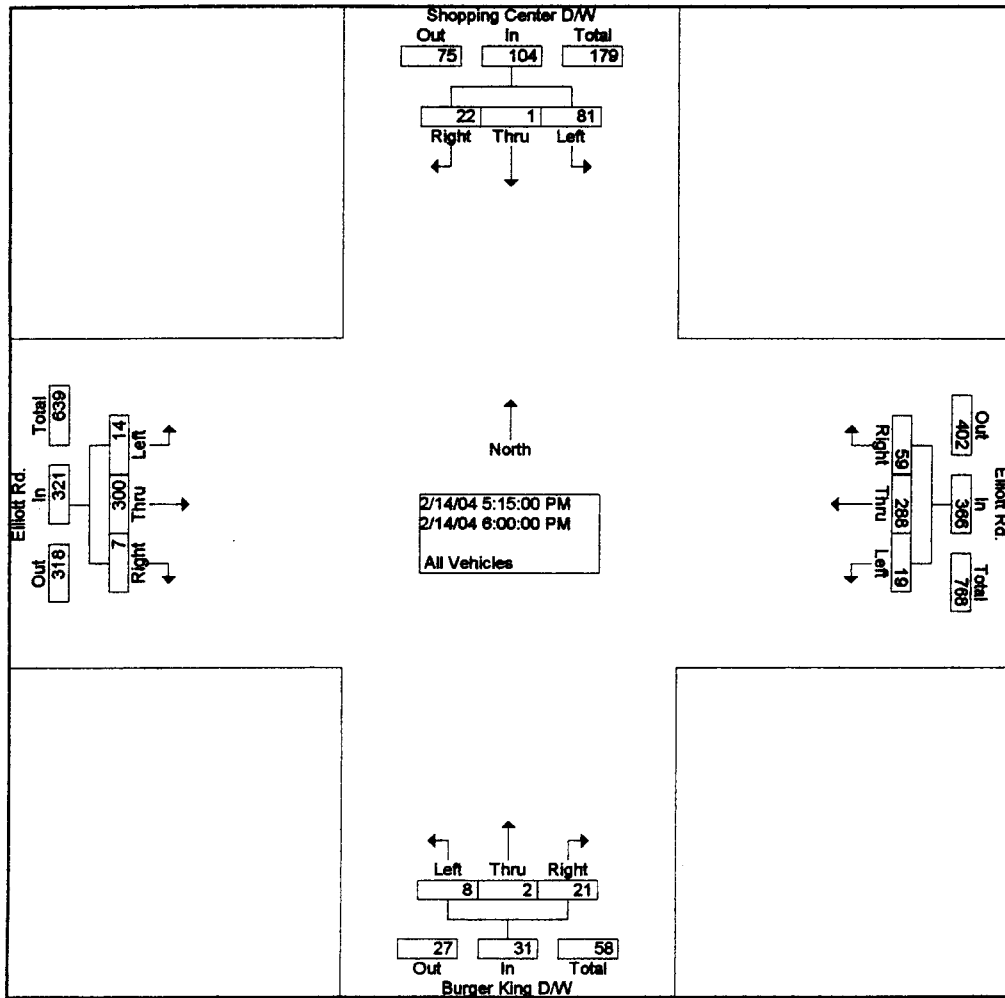 Shopping Center D/W
Out In Total
75 104 179
22 1 81
Right Thru Left
Elliott Rd.
Total In Out
639 321 318
14 300 7
Left Thru Right
North
2/14/04 5:15:00 PM
2/14/04 6:00:00 PM
All Vehicles
Right Thru Left
59 288 19
Out In Total
402 366 768
Elliott Rd.
Left Thru Right
8 2 21
27 31 58
Out In Total
Burger King D/W